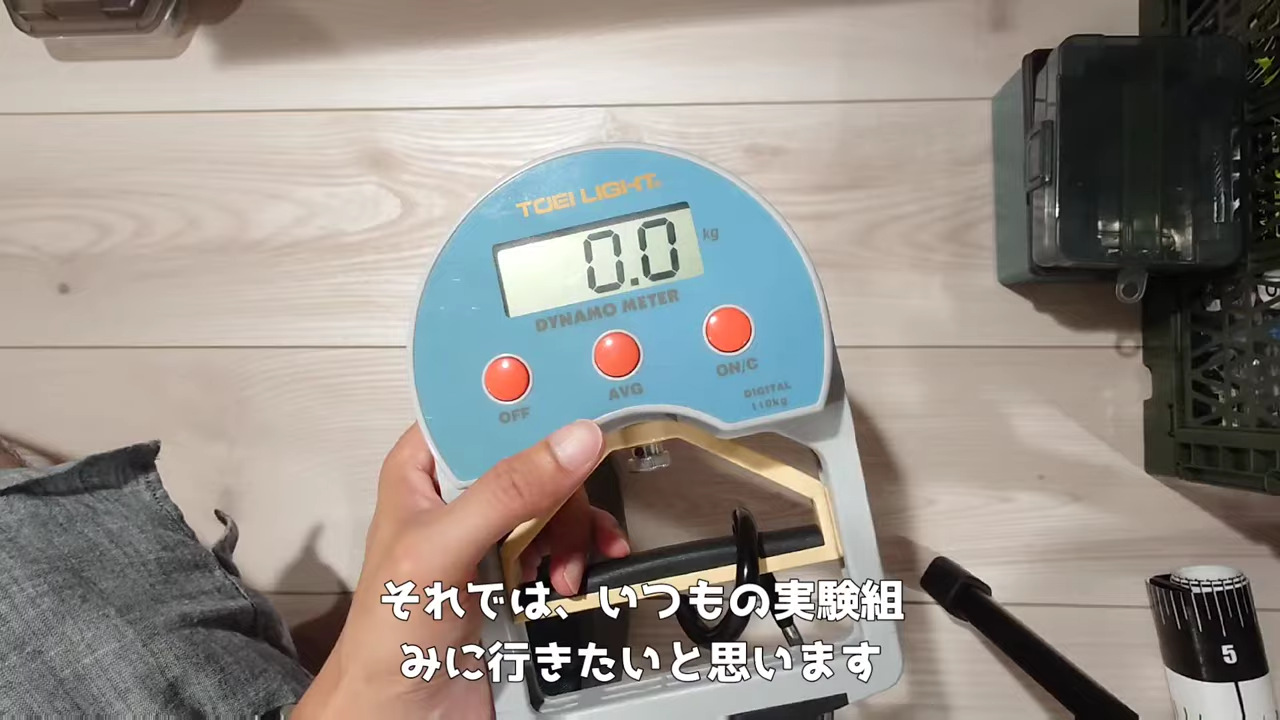 TOEI LIGHT
0.0 kg
DYNAMO METER
OFF AVG ON/C
DIGITAL
110kg
それでは、いつもの実験組
みに行きたいと思います
5